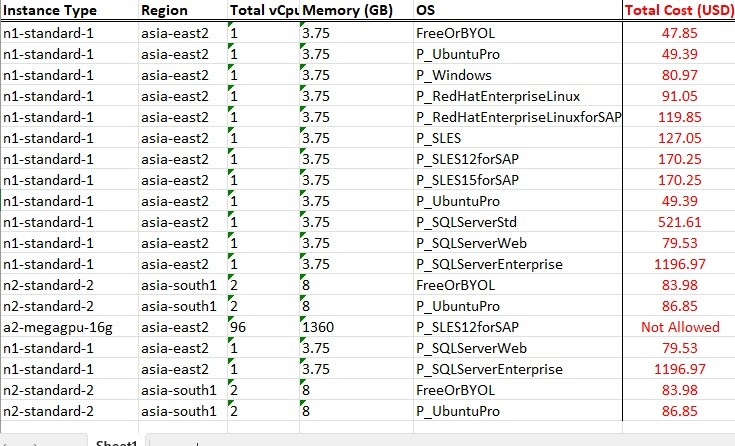 Instance Type Region Total vCpu Memory (GB) OS Total Cost (USD)
n1-standard-1 asia-east2 1 3.75 FreeOrBYOL 47.85
n1-standard-1 asia-east2 1 3.75 P_UbuntuPro 49.39
n1-standard-1 asia-east2 1 3.75 P_Windows 80.97
n1-standard-1 asia-east2 1 3.75 P_RedHatEnterpriseLinux 91.05
n1-standard-1 asia-east2 1 3.75 P_RedHatEnterpriseLinuxforSAP 119.85
n1-standard-1 asia-east2 1 3.75 P_SLES 127.05
n1-standard-1 asia-east2 1 3.75 P_SLES12forSAP 170.25
n1-standard-1 asia-east2 1 3.75 P_SLES15forSAP 170.25
n1-standard-1 asia-east2 1 3.75 P_UbuntuPro 49.39
n1-standard-1 asia-east2 1 3.75 P_SQLServerStd 521.61
n1-standard-1 asia-east2 1 3.75 P_SQLServerWeb 79.53
n1-standard-1 asia-east2 1 3.75 P_SQLServerEnterprise 1196.97
n2-standard-2 asia-south1 2 8 FreeOrBYOL 83.98
n2-standard-2 asia-south1 2 8 P_UbuntuPro 86.85
a2-megagpu-16g asia-east2 96 1360 P_SLES12forSAP Not Allowed
n1-standard-1 asia-east2 1 3.75 P_SQLServerWeb 79.53
n1-standard-1 asia-east2 1 3.75 P_SQLServerEnterprise 1196.97
n2-standard-2 asia-south1 2 8 FreeOrBYOL 83.98
n2-standard-2 asia-south1 2 8 P_UbuntuPro 86.85
Sheet1